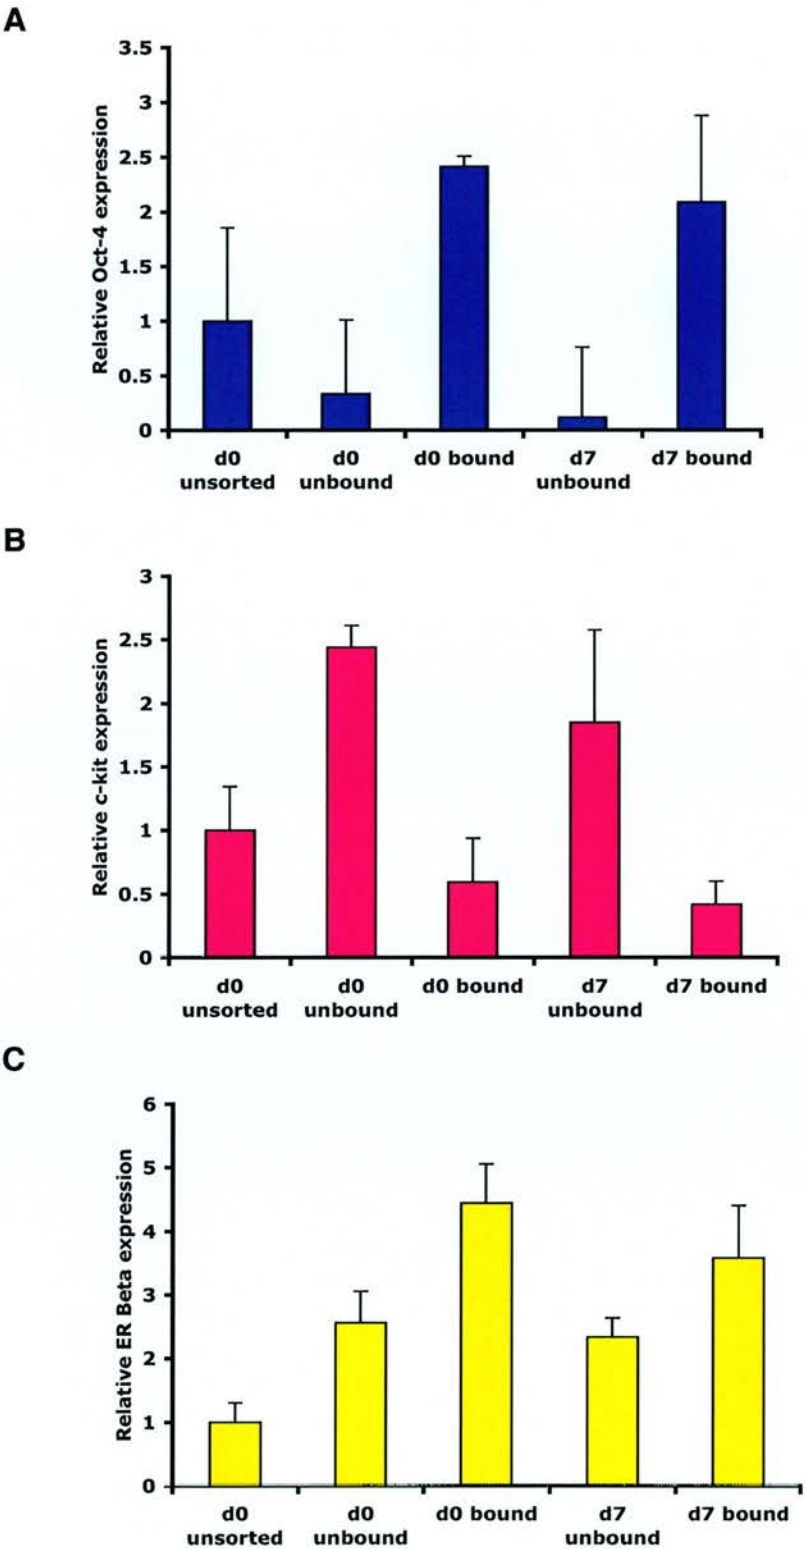 A
Relative Oct-4 expression
3.5
3
2.5
2
1.5
1
0.5
0
d0 unsorted
d0 unbound
d0 bound
d7 unbound
d7 bound
B
Relative c-kit expression
3
2.5
2
1.5
1
0.5
0
d0 unsorted
d0 unbound
d0 bound
d7 unbound
d7 bound
C
Relative ER Beta expression
6
5
4
3
2
1
0
d0 unsorted
d0 unbound
d0 bound
d7 unbound
d7 bound